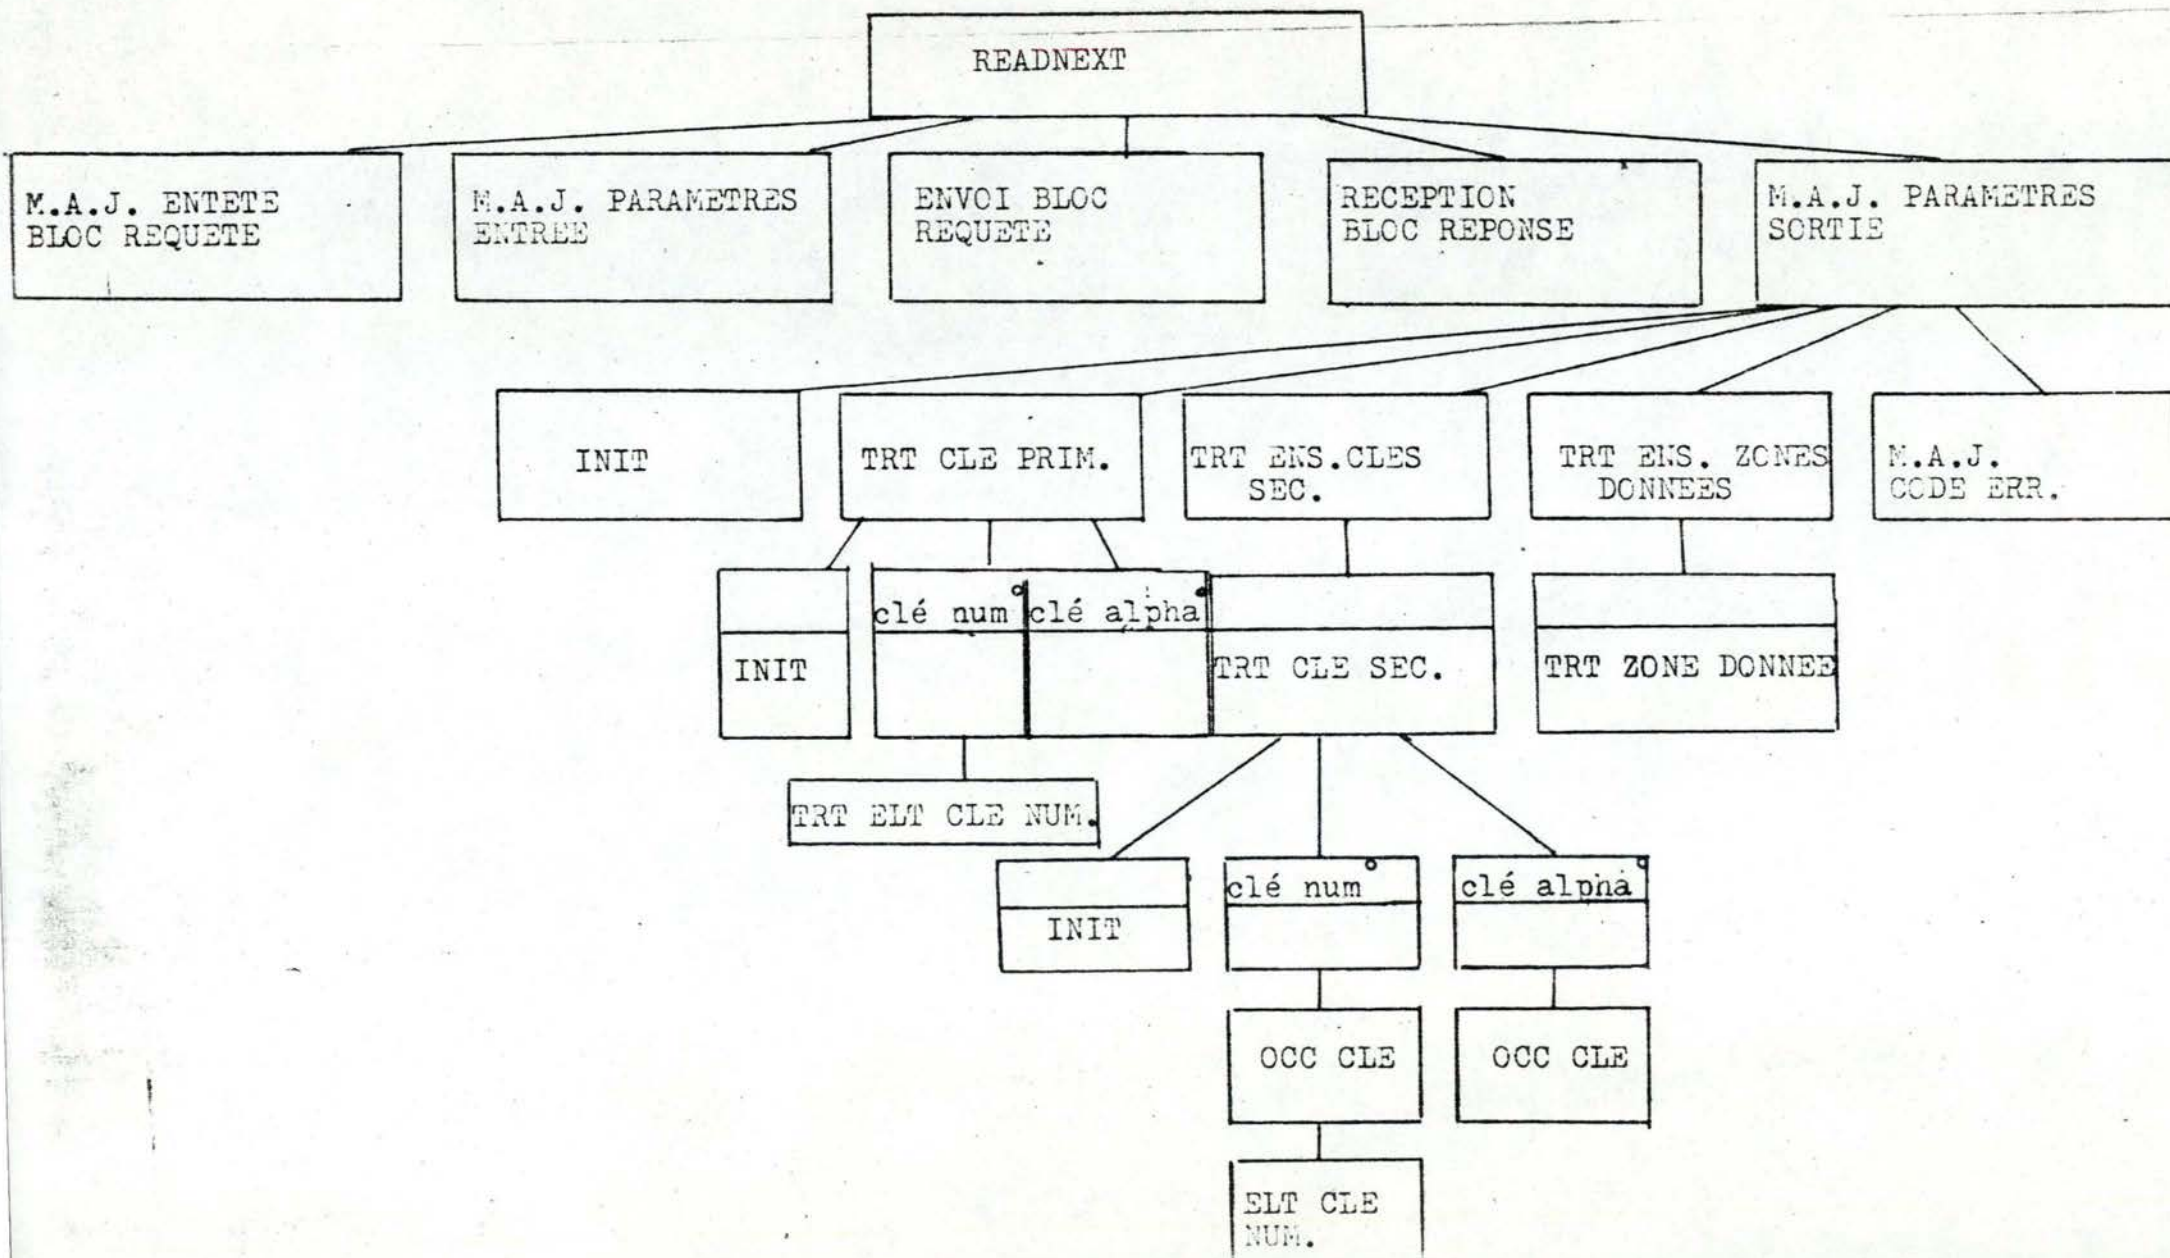 READNEXT
M.A.J. ENTETE
BLOC REQUETE
M.A.J. PARAMETRES
ENTREE
ENVOI BLOC
REQUETE
RECEPTION
BLOC REPONSE
M.A.J. PARAMETRES
SORTIE
INIT
TRT CLE PRIM.
TRT ENS.CLES
SEC.
TRT ENS. ZONES
DONNEES
M.A.J.
CODE ERR.
INIT
clé num
clé alpha
TRT CLE SEC.
TRT ZONE DONNEE
TRT ELT CLE NUM.
INIT
clé num
clé alpha
OCC CLE
OCC CLE
ELT CLE
NUM.